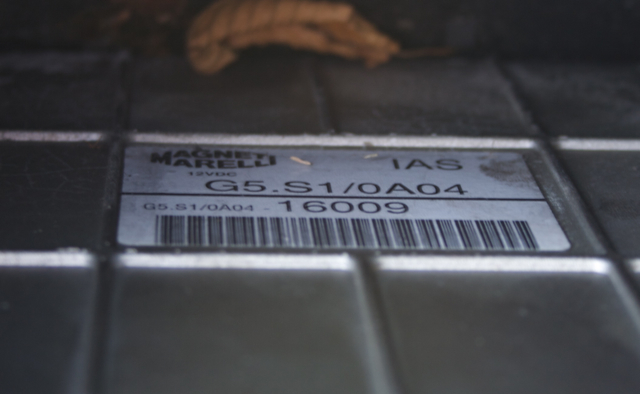 MAGNETI
MARELLI
IAS
12VDC
G5.S1/0A04
G5.S1/0A04 - 16009